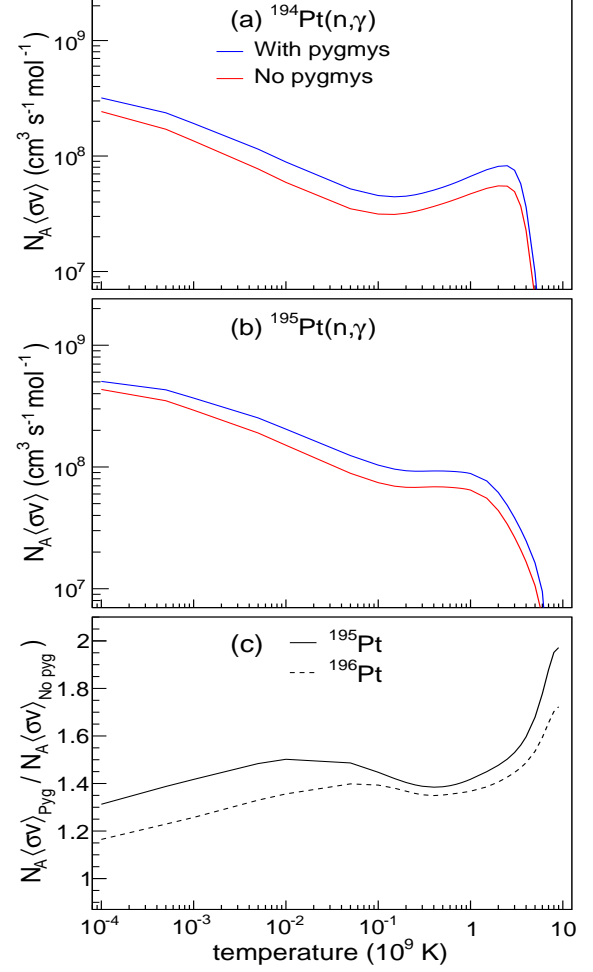 (a) ¹⁹⁴Pt(n,γ)
With pygmys
No pygmys
10⁹
10⁸
10⁷
N_A⟨σv⟩ (cm³ s⁻¹ mol⁻¹)
(b) ¹⁹⁵Pt(n,γ)
10⁹
10⁸
10⁷
N_A⟨σv⟩ (cm³ s⁻¹ mol⁻¹)
(c) ¹⁹⁵Pt
¹⁹⁶Pt
2
1.8
1.6
1.4
1.2
1
N_A⟨σv⟩_Pyg / N_A⟨σv⟩_No pyg
10⁻⁴ 10⁻³ 10⁻² 10⁻¹ 1 10
temperature (10⁹ K)